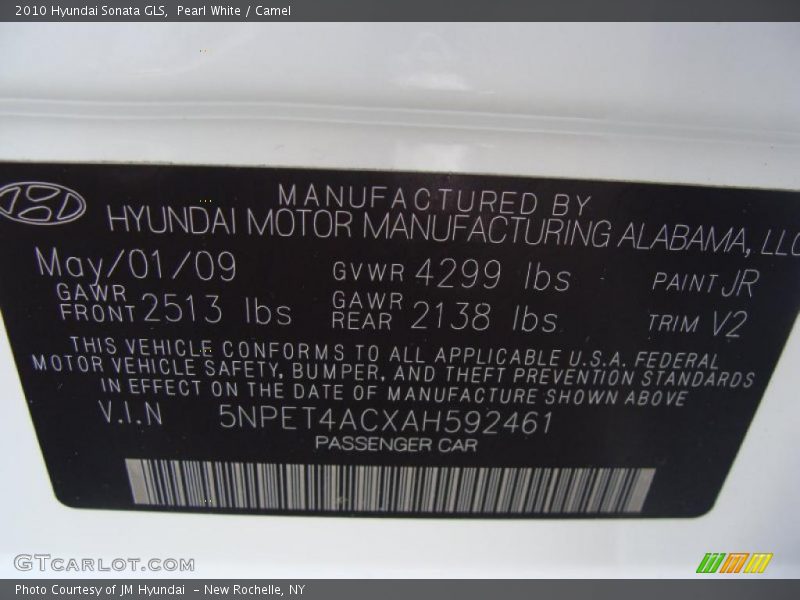 2010 Hyundai Sonata GLS, Pearl White / Camel
MANUFACTURED BY
HYUNDAI MOTOR MANUFACTURING ALABAMA, LLC
May/01/09 GVWR 4299 lbs PAINT JR
GAWR FRONT 2513 lbs GAWR REAR 2138 lbs TRIM V2
THIS VEHICLE CONFORMS TO ALL APPLICABLE U.S.A. FEDERAL
MOTOR VEHICLE SAFETY, BUMPER, AND THEFT PREVENTION STANDARDS
IN EFFECT ON THE DATE OF MANUFACTURE SHOWN ABOVE
V.I.N 5NPET4ACXAH592461
PASSENGER CAR
GTCARLOT.COM
Photo Courtesy of JM Hyundai - New Rochelle, NY